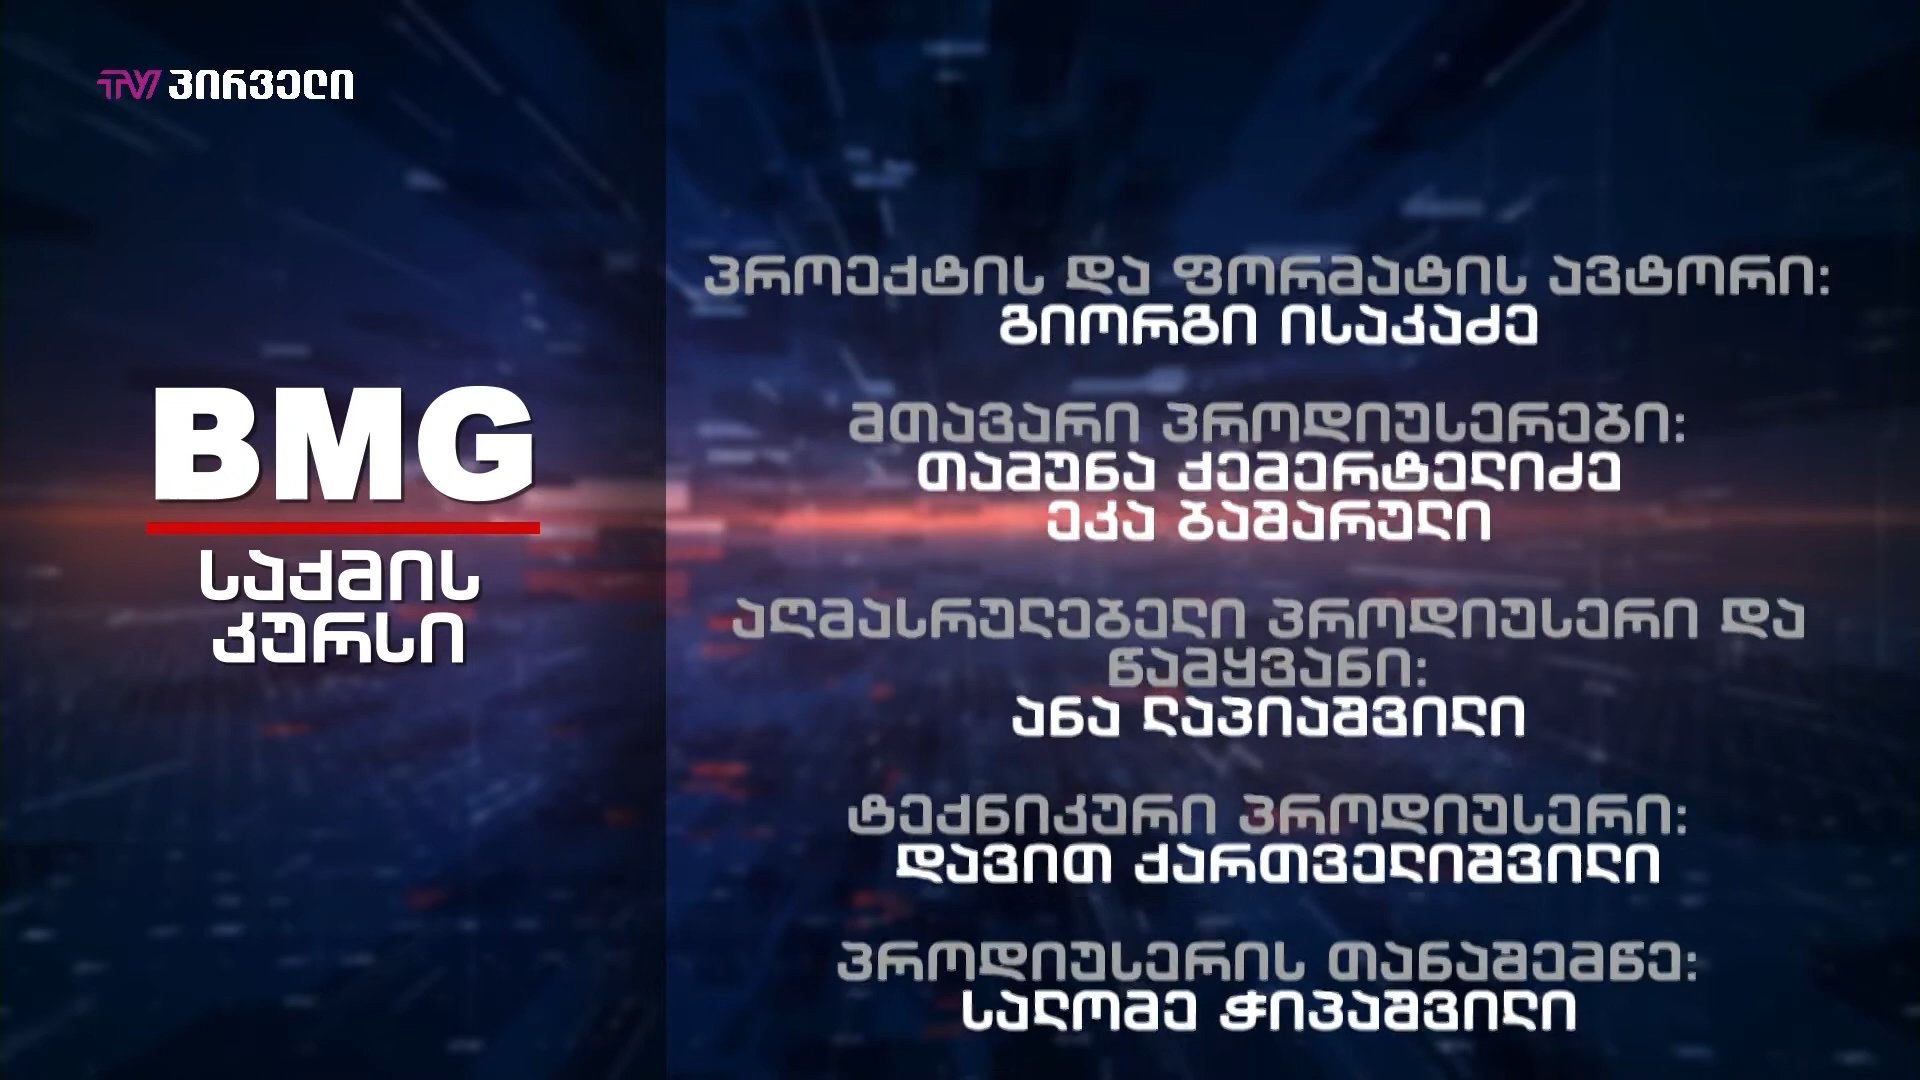 TV პირველი
BMG
საქმის
კურსი
პროექტის და ფორმატის ავტორი:
გიორგი ისაკაძე
მთავარი პროდიუსერები:
თამუნა ქემერტელიძე
ეკა ბაშარული
აღმასრულებელი პროდიუსერი და
წამყვანი:
ანა ლაპიაშვილი
ტექნიკური პროდიუსერი:
დავით ქართველიშვილი
პროდიუსერის თანაშემწე:
სალომე ჭიპაშვილი